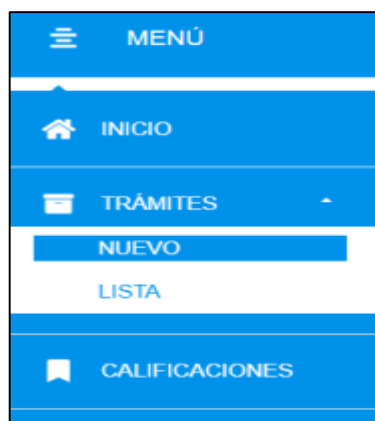 MENÚ
INICIO
TRÁMITES
NUEVO
LISTA
CALIFICACIONES